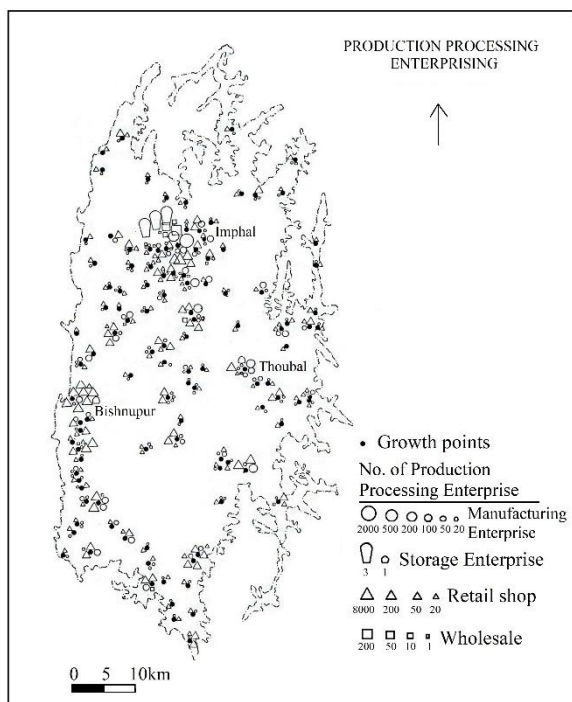 PRODUCTION PROCESSING
ENTERPRISING
Imphal
Thoubal
Bishnupur
Growth points
No. of Production
Processing Enterprise
Manufacturing
Enterprise
2000 500 200 100 50 20
Storage Enterprise
3 1
Retail shop
8000 200 50 20
Wholesale
200 50 10 1
0 5 10km